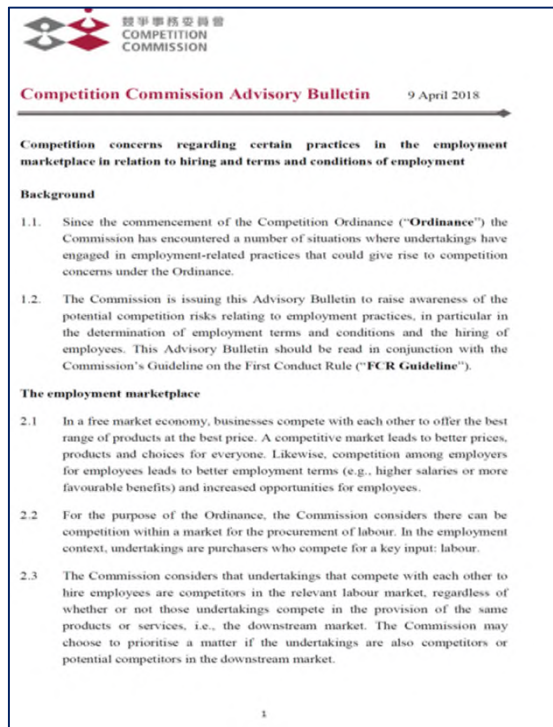 競爭事務委員會
COMPETITION
COMMISSION
Competition Commission Advisory Bulletin 9 April 2018
Competition concerns regarding certain practices in the employment
marketplace in relation to hiring and terms and conditions of employment
Background
1.1. Since the commencement of the Competition Ordinance (“Ordinance”) the
Commission has encountered a number of situations where undertakings have
engaged in employment-related practices that could give rise to competition
concerns under the Ordinance.
1.2. The Commission is issuing this Advisory Bulletin to raise awareness of the
potential competition risks relating to employment practices, in particular in
the determination of employment terms and conditions and the hiring of
employees. This Advisory Bulletin should be read in conjunction with the
Commission’s Guideline on the First Conduct Rule (“FCR Guideline”).
The employment marketplace
2.1 In a free market economy, businesses compete with each other to offer the best
range of products at the best price. A competitive market leads to better prices,
products and choices for everyone. Likewise, competition among employers
for employees leads to better employment terms (e.g., higher salaries or more
favourable benefits) and increased opportunities for employees.
2.2 For the purpose of the Ordinance, the Commission considers there can be
competition within a market for the procurement of labour. In the employment
context, undertakings are purchasers who compete for a key input: labour.
2.3 The Commission considers that undertakings that compete with each other to
hire employees are competitors in the relevant labour market, regardless of
whether or not those undertakings compete in the provision of the same
products or services, i.e., the downstream market. The Commission may
choose to prioritise a matter if the undertakings are also competitors or
potential competitors in the downstream market.
1